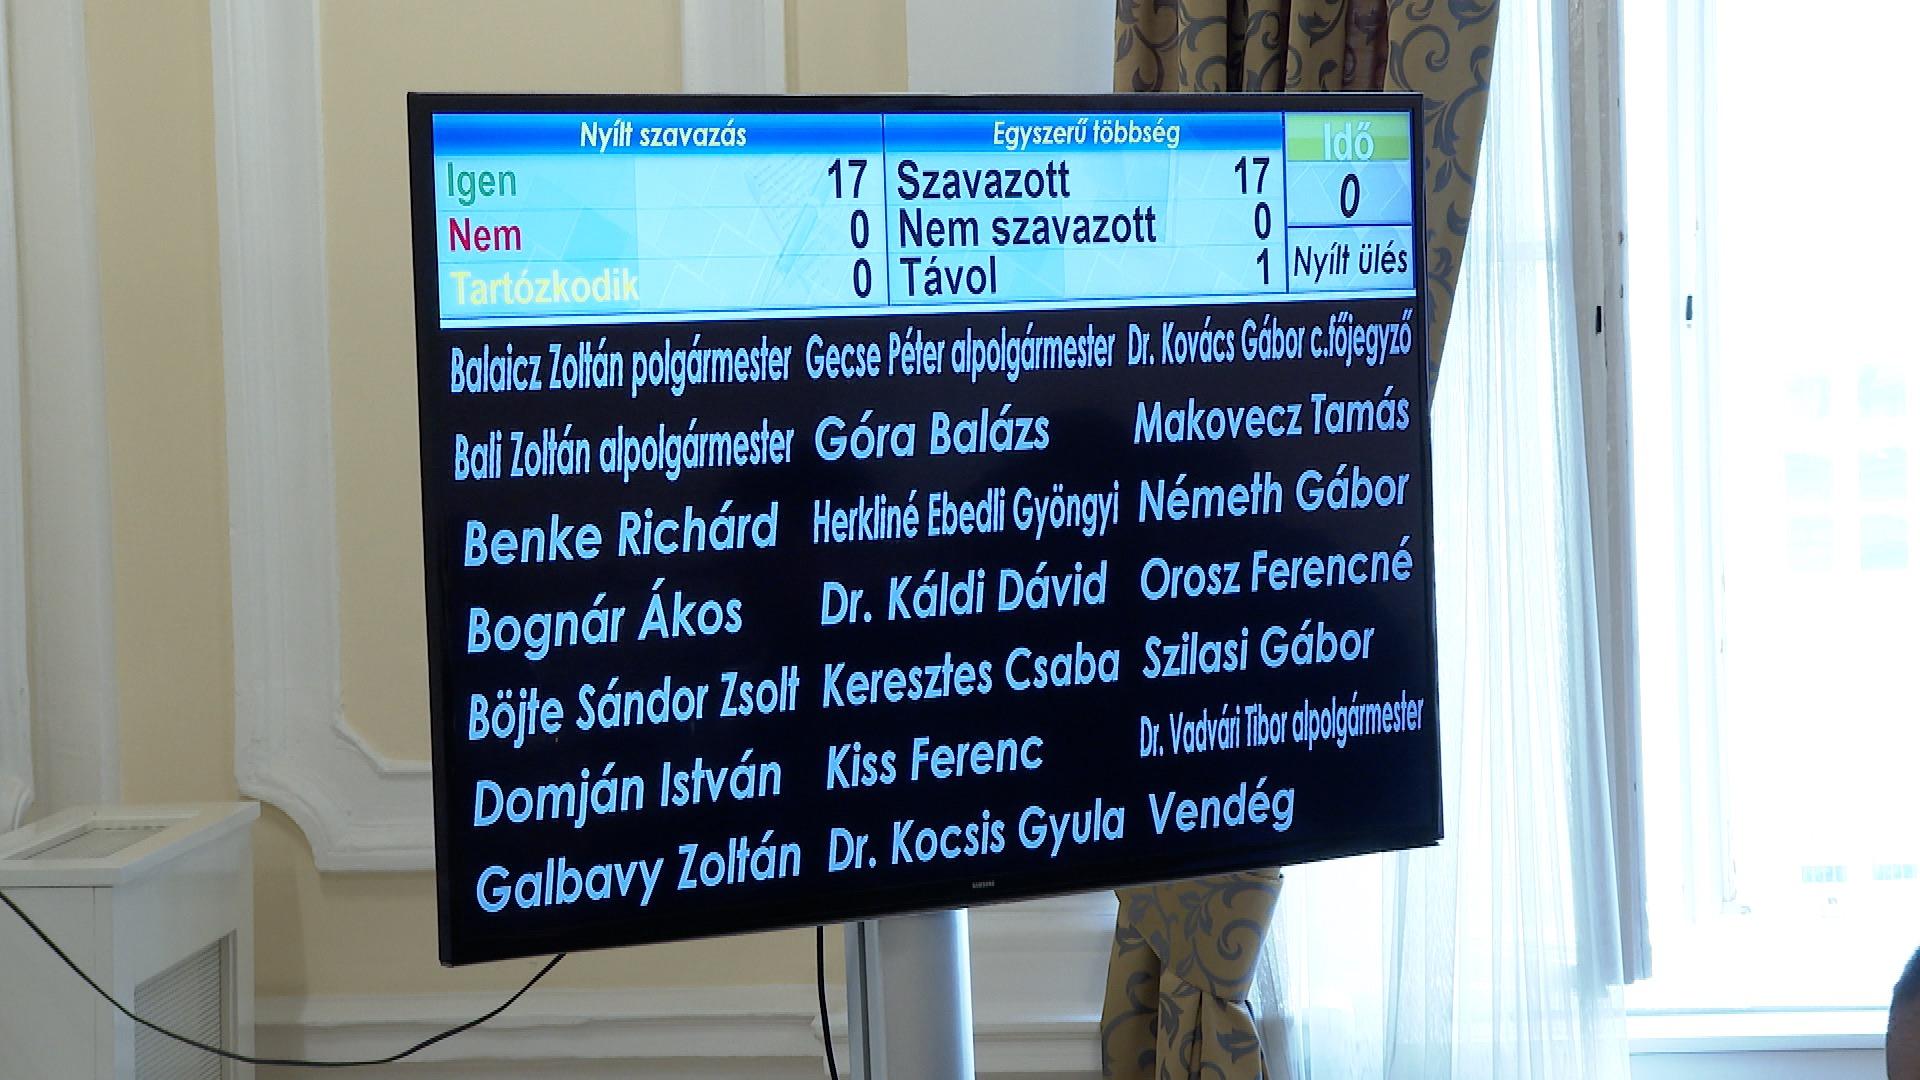 Nyílt szavazás Egyszerű többség Idő
Igen 17 Szavazott 17 0
Nem 0 Nem szavazott 0
Tartózkodik 0 Távol 1 Nyílt ülés
Balaicz Zoltán polgármester Gecse Péter alpolgármester Dr. Kovács Gábor c.főjegyző
Bali Zoltán alpolgármester Góra Balázs Makovecz Tamás
Benke Richárd Herkliné Ebedli Gyöngyi Németh Gábor
Bognár Ákos Dr. Káldi Dávid Orosz Ferencné
Böjte Sándor Zsolt Keresztes Csaba Szilasi Gábor
Domján István Kiss Ferenc Dr. Vadvári Tibor alpolgármester
Galbavy Zoltán Dr. Kocsis Gyula Vendég
SAMSUNG